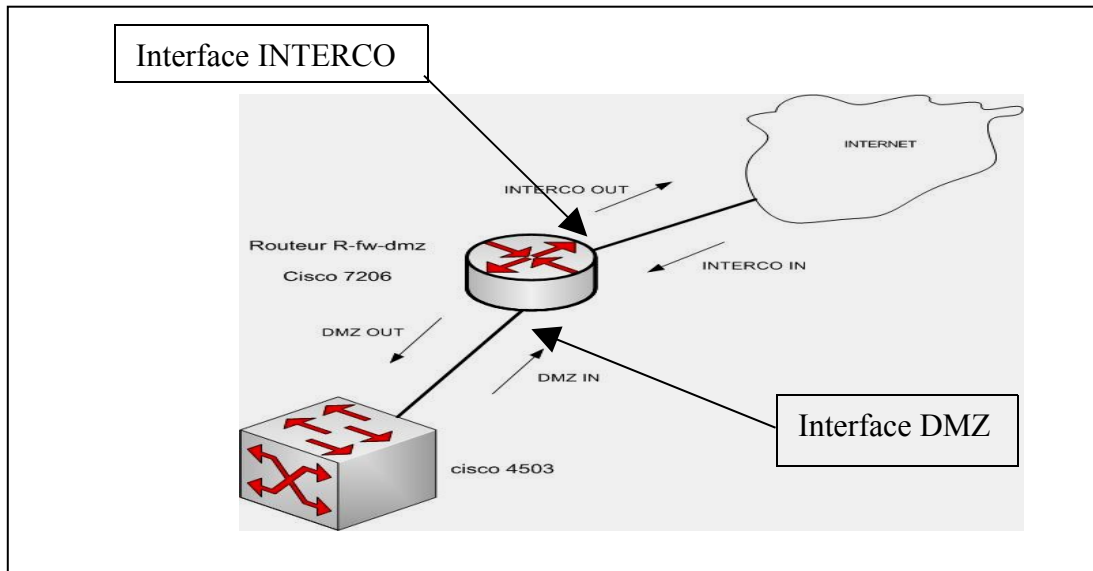 Interface INTERCO
INTERNET
INTERCO OUT
Routeur R-fw-dmz
Cisco 7206
INTERCO IN
DMZ OUT
DMZ IN
Interface DMZ
cisco 4503